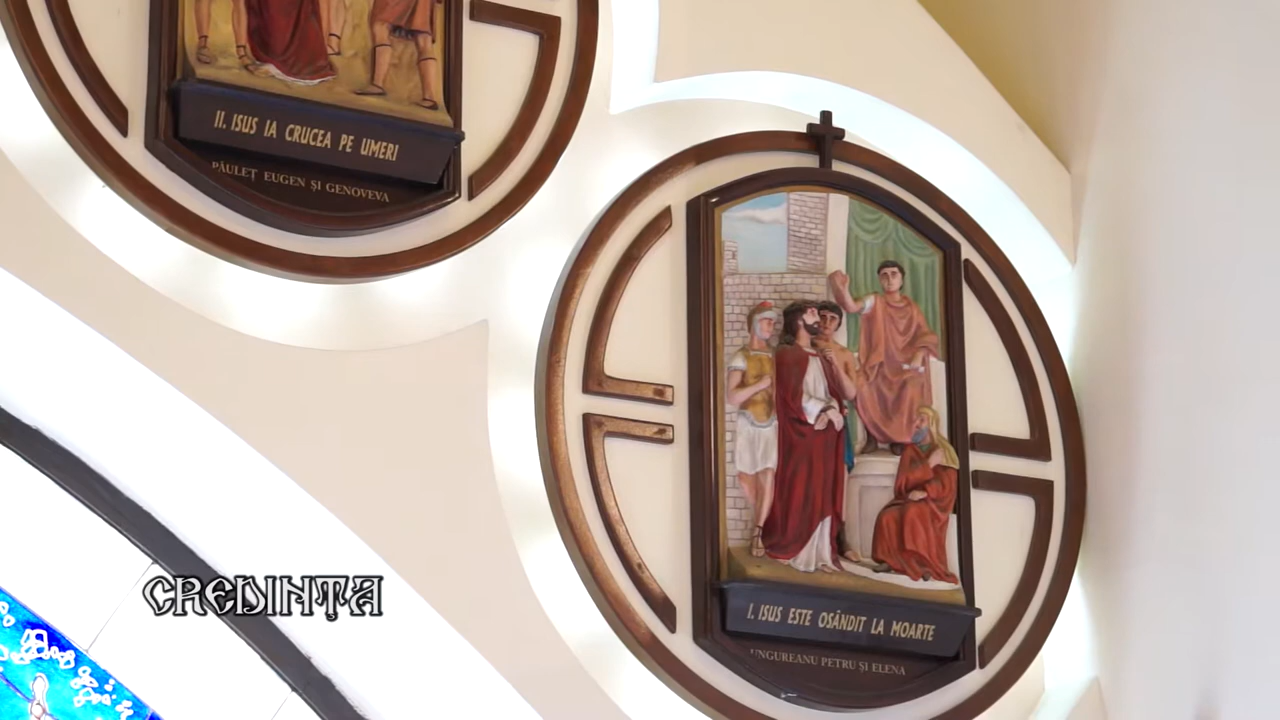 II. ISUS IA CRUCEA PE UMERI
PĂULEȚ EUGEN ȘI GENOVEVA
I. ISUS ESTE OSÂNDIT LA MOARTE
UNGUREANU PETRU ȘI ELENA
CREDINȚA